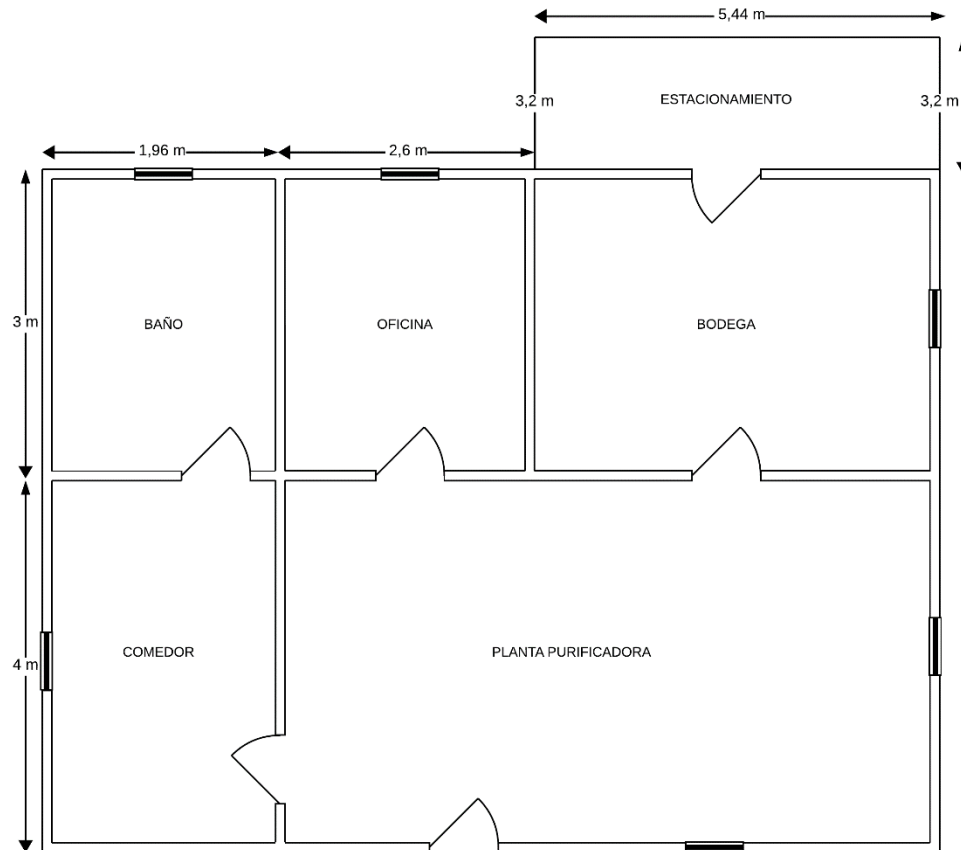 5,44 m
3,2 m
ESTACIONAMIENTO
3,2 m
1,96 m
2,6 m
3 m
BAÑO
OFICINA
BODEGA
4 m
COMEDOR
PLANTA PURIFICADORA